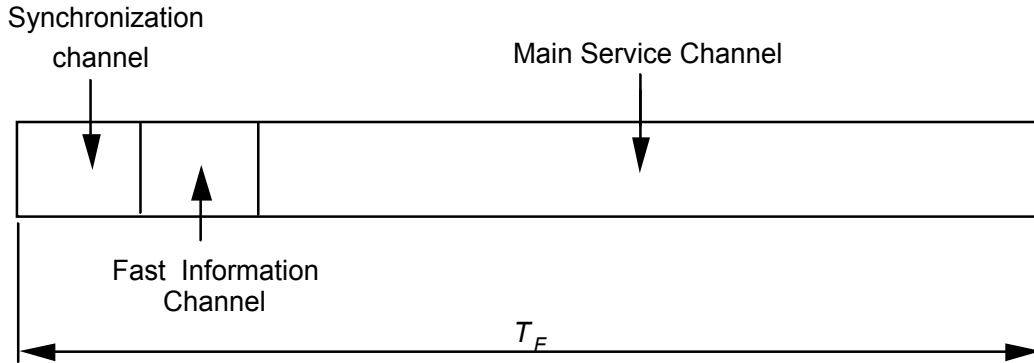 Synchronization
channel
Main Service Channel
Fast Information
Channel
T_F